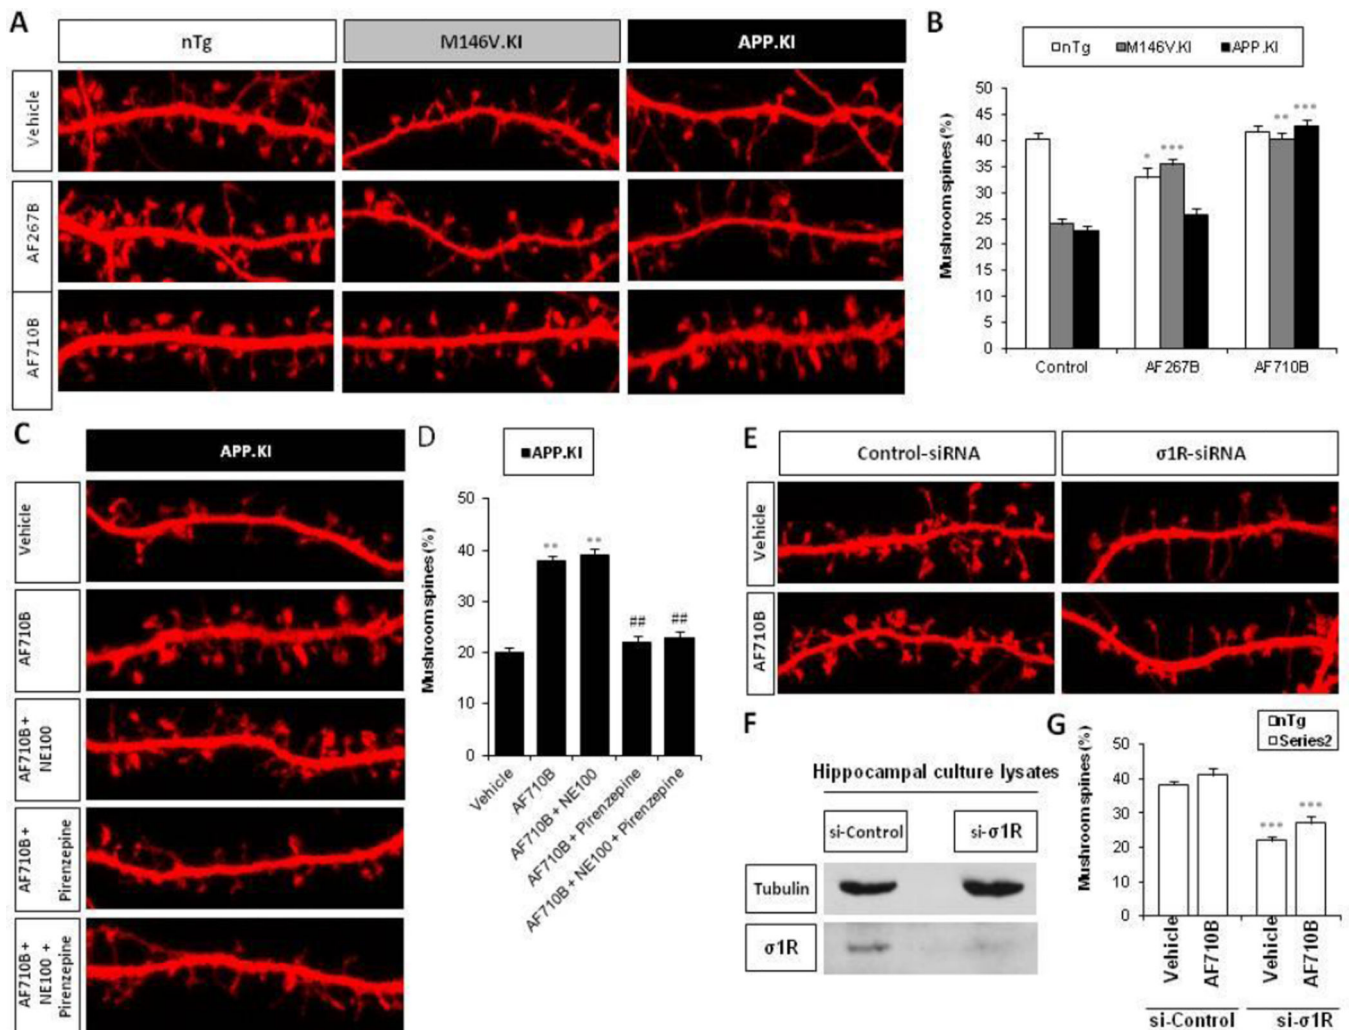 A
nTg
M146V.KI
APP.KI
Vehicle
AF267B
AF710B
B
nTg M146V.KI APP.KI
Mushroom spines (%)
50
45
40
35
30
25
20
15
10
5
0
*
***
**
***
Control AF267B AF710B
C
APP.KI
Vehicle
AF710B
AF710B +
NE100
AF710B +
Pirenzepine
AF710B +
NE100 +
Pirenzepine
D
APP.KI
Mushroom spines (%)
50
40
30
20
10
0
**
**
##
##
Vehicle
AF710B
AF710B + NE100
AF710B + Pirenzepine
AF710B + NE100 + Pirenzepine
E
Control-siRNA
σ1R-siRNA
Vehicle
AF710B
F
Hippocampal culture lysates
si-Control
si-σ1R
Tubulin
σ1R
G
nTg
Series2
Mushroom spines (%)
50
40
30
20
10
0
***
***
Vehicle
AF710B
Vehicle
AF710B
si-Control si-σ1R